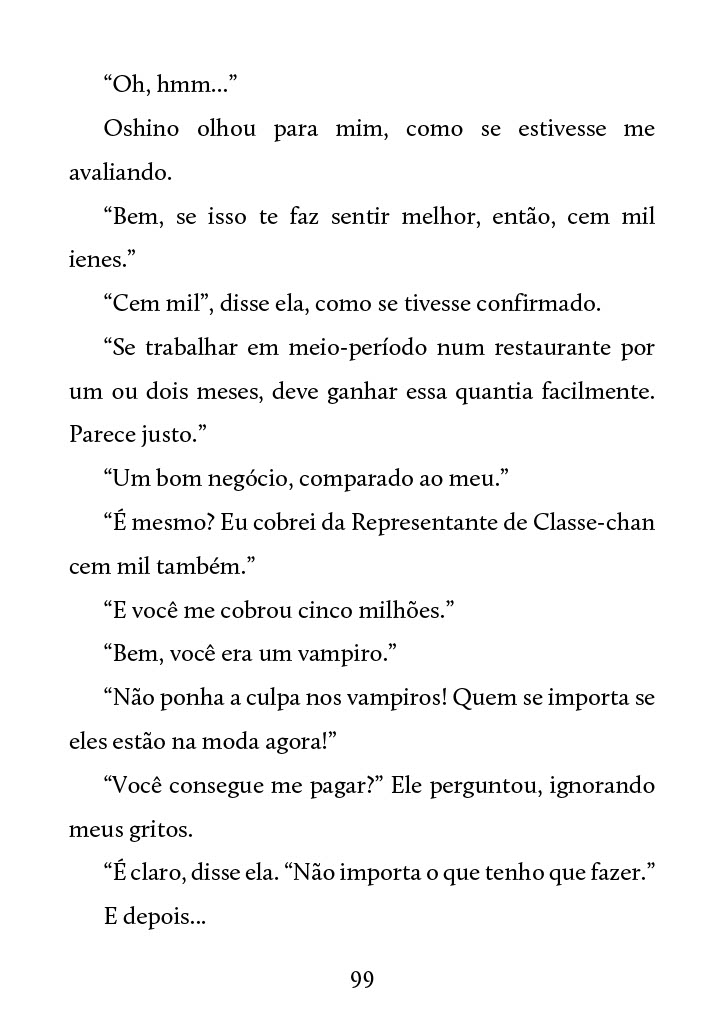 “Oh, hmm...”
Oshino olhou para mim, como se estivesse me
avaliando.
“Bem, se isso te faz sentir melhor, então, cem mil
ienes.”
“Cem mil”, disse ela, como se tivesse confirmado.
“Se trabalhar em meio-período num restaurante por
um ou dois meses, deve ganhar essa quantia facilmente.
Parece justo.”
“Um bom negócio, comparado ao meu.”
“É mesmo? Eu cobrei da Representante de Classe-chan
cem mil também.”
“E você me cobrou cinco milhões.”
“Bem, você era um vampiro.”
“Não ponha a culpa nos vampiros! Quem se importa se
eles estão na moda agora!”
“Você consegue me pagar?” Ele perguntou, ignorando
meus gritos.
“É claro, disse ela. “Não importa o que tenho que fazer.”
E depois...
99